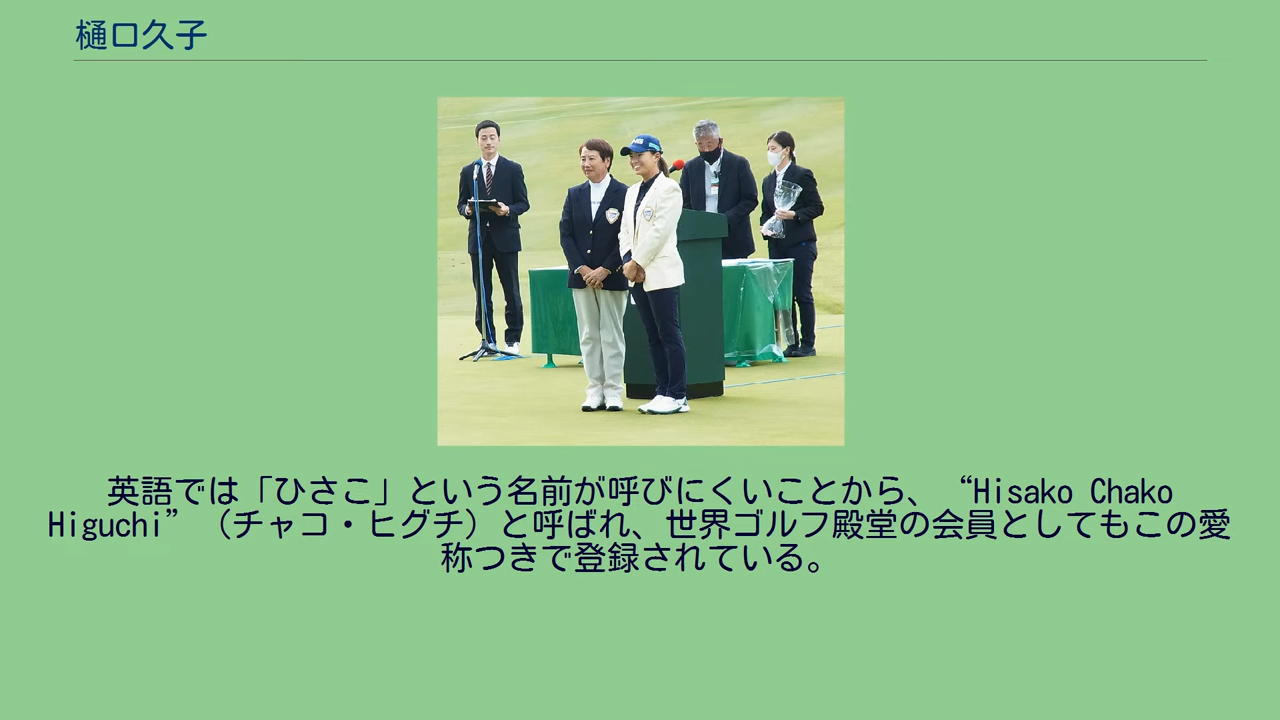 樋口久子
英語では「ひさこ」という名前が呼びにくいことから、“Hisako Chako
Higuchi”（チャコ・ヒグチ）と呼ばれ、世界ゴルフ殿堂の会員としてもこの愛
称つきで登録されている。